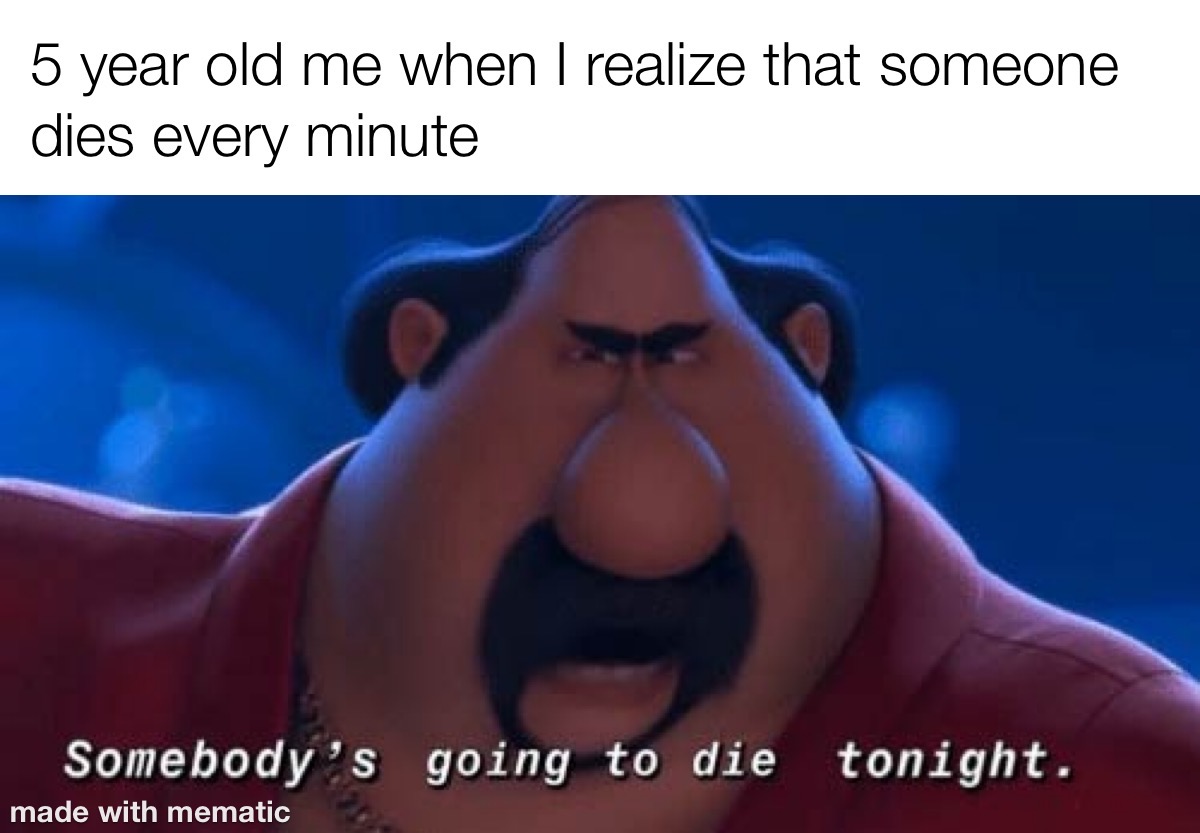 5 year old me when I realize that someone
dies every minute
Somebody's going to die tonight.
made with mematic